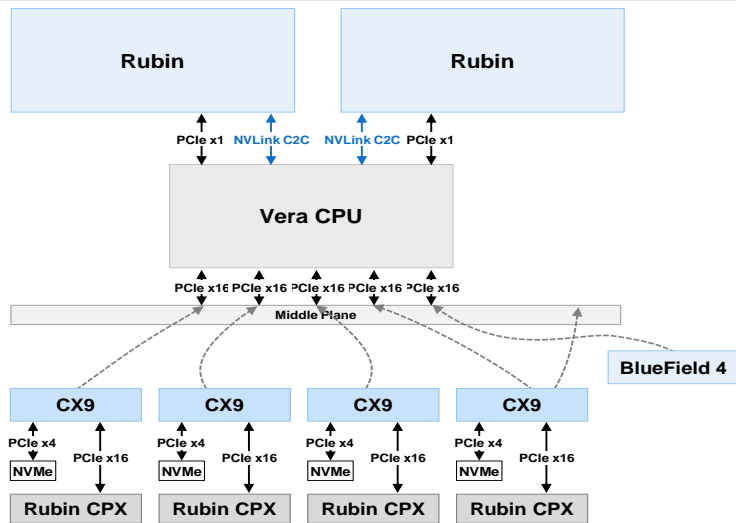 Rubin Rubin
PCIe x1 NVLink C2C NVLink C2C PCIe x1
Vera CPU
PCIe x16 PCIe x16 PCIe x16 PCIe x16 PCIe x16
Middle Plane
BlueField 4
CX9 CX9 CX9 CX9
PCIe x4 PCIe x4 PCIe x4 PCIe x4
PCIe x16 PCIe x16 PCIe x16 PCIe x16
NVMe NVMe NVMe NVMe
Rubin CPX Rubin CPX Rubin CPX Rubin CPX